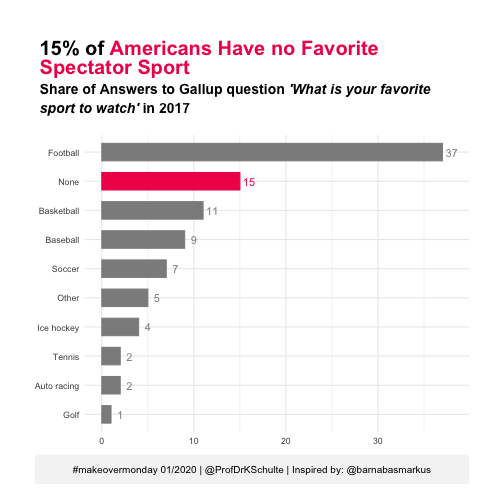 15% of Americans Have no Favorite
Spectator Sport
Share of Answers to Gallup question 'What is your favorite
sport to watch' in 2017
Football 37
None 15
Basketball 11
Baseball 9
Soccer 7
Other 5
Ice hockey 4
Tennis 2
Auto racing 2
Golf 1
0 10 20 30
#makeovermonday 01/2020 | @ProfDrKSchulte | Inspired by: @barnabasmarkus